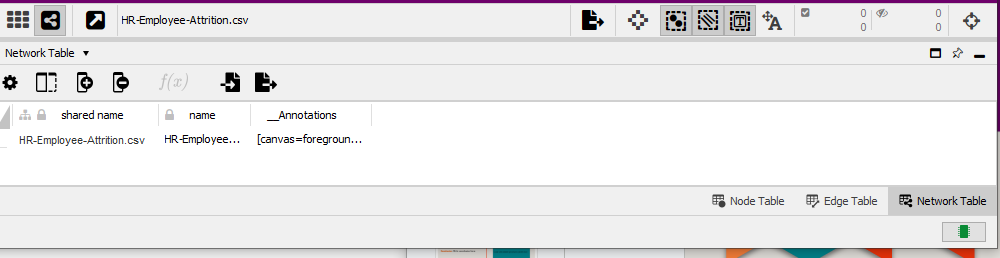 HR-Employee-Attrition.csv
T
A
0
0
0
0
Network Table
f(x)
shared name
name
__Annotations
HR-Employee-Attrition.csv
HR-Employee...
[canvas=foregroun...
Node Table
Edge Table
Network Table